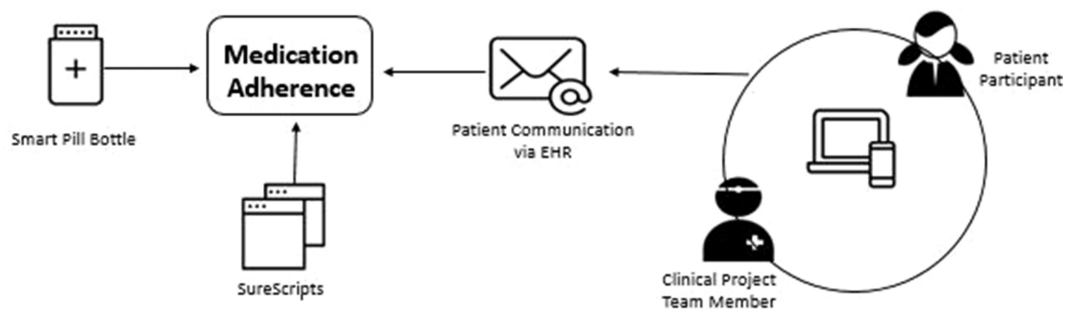 Medication
Adherence
Smart Pill Bottle
SureScripts
Patient Communication
via EHR
Patient
Participant
Clinical Project
Team Member